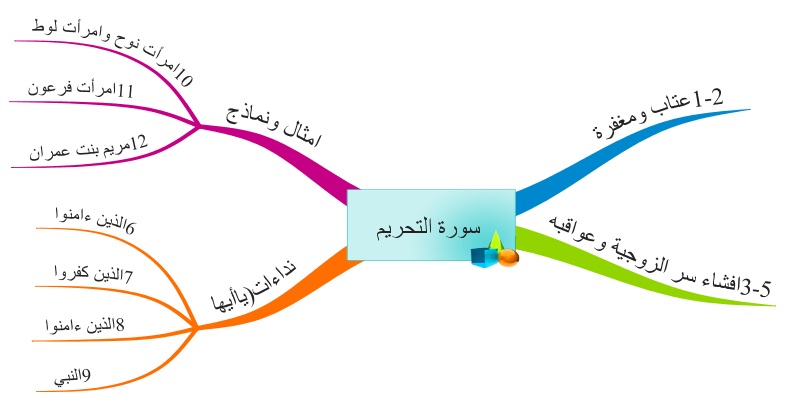 سورة التحريم
1-2عتاب ومغفرة
3-5افشاء سر الزوجية وعواقبه
نداءات(ياأيها
6الذين ءامنوا
7الذين كفروا
8الذين ءامنوا
9النبي
امثال ونماذج
10امرأت نوح وامرأت لوط
11امرأت فرعون
12مريم بنت عمران